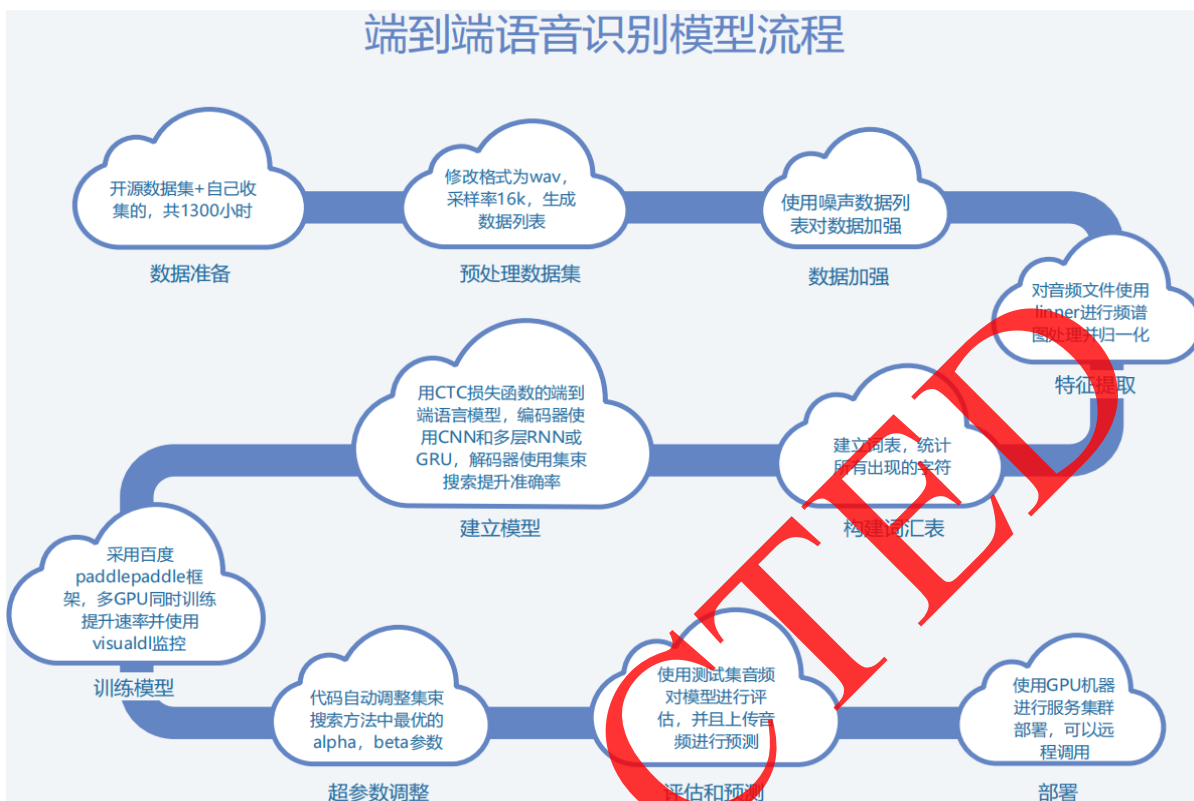 端到端语音识别模型流程
开源数据集+自己收
集的，共1300小时
数据准备
修改格式为wav，
采样率16k，生成
数据列表
预处理数据集
使用噪声数据列
表对数据加强
数据加强
对音频文件使用
linner进行频谱
图处理并归一化
特征提取
建立词表，统计
所有出现的字符
构建词汇表
用CTC损失函数的端到
端语言模型，编码器使
用CNN和多层RNN或
GRU，解码器使用集束
搜索提升准确率
建立模型
采用百度
paddlepaddle框
架，多GPU同时训练
提升速率并使用
visualdl监控
训练模型
代码自动调整集束
搜索方法中最优的
alpha，beta参数
超参数调整
使用测试集音频
对模型进行评
估，并且上传音
频进行预测
评估和预测
使用GPU机器
进行服务集群
部署，可以远
程调用
部署
CTED